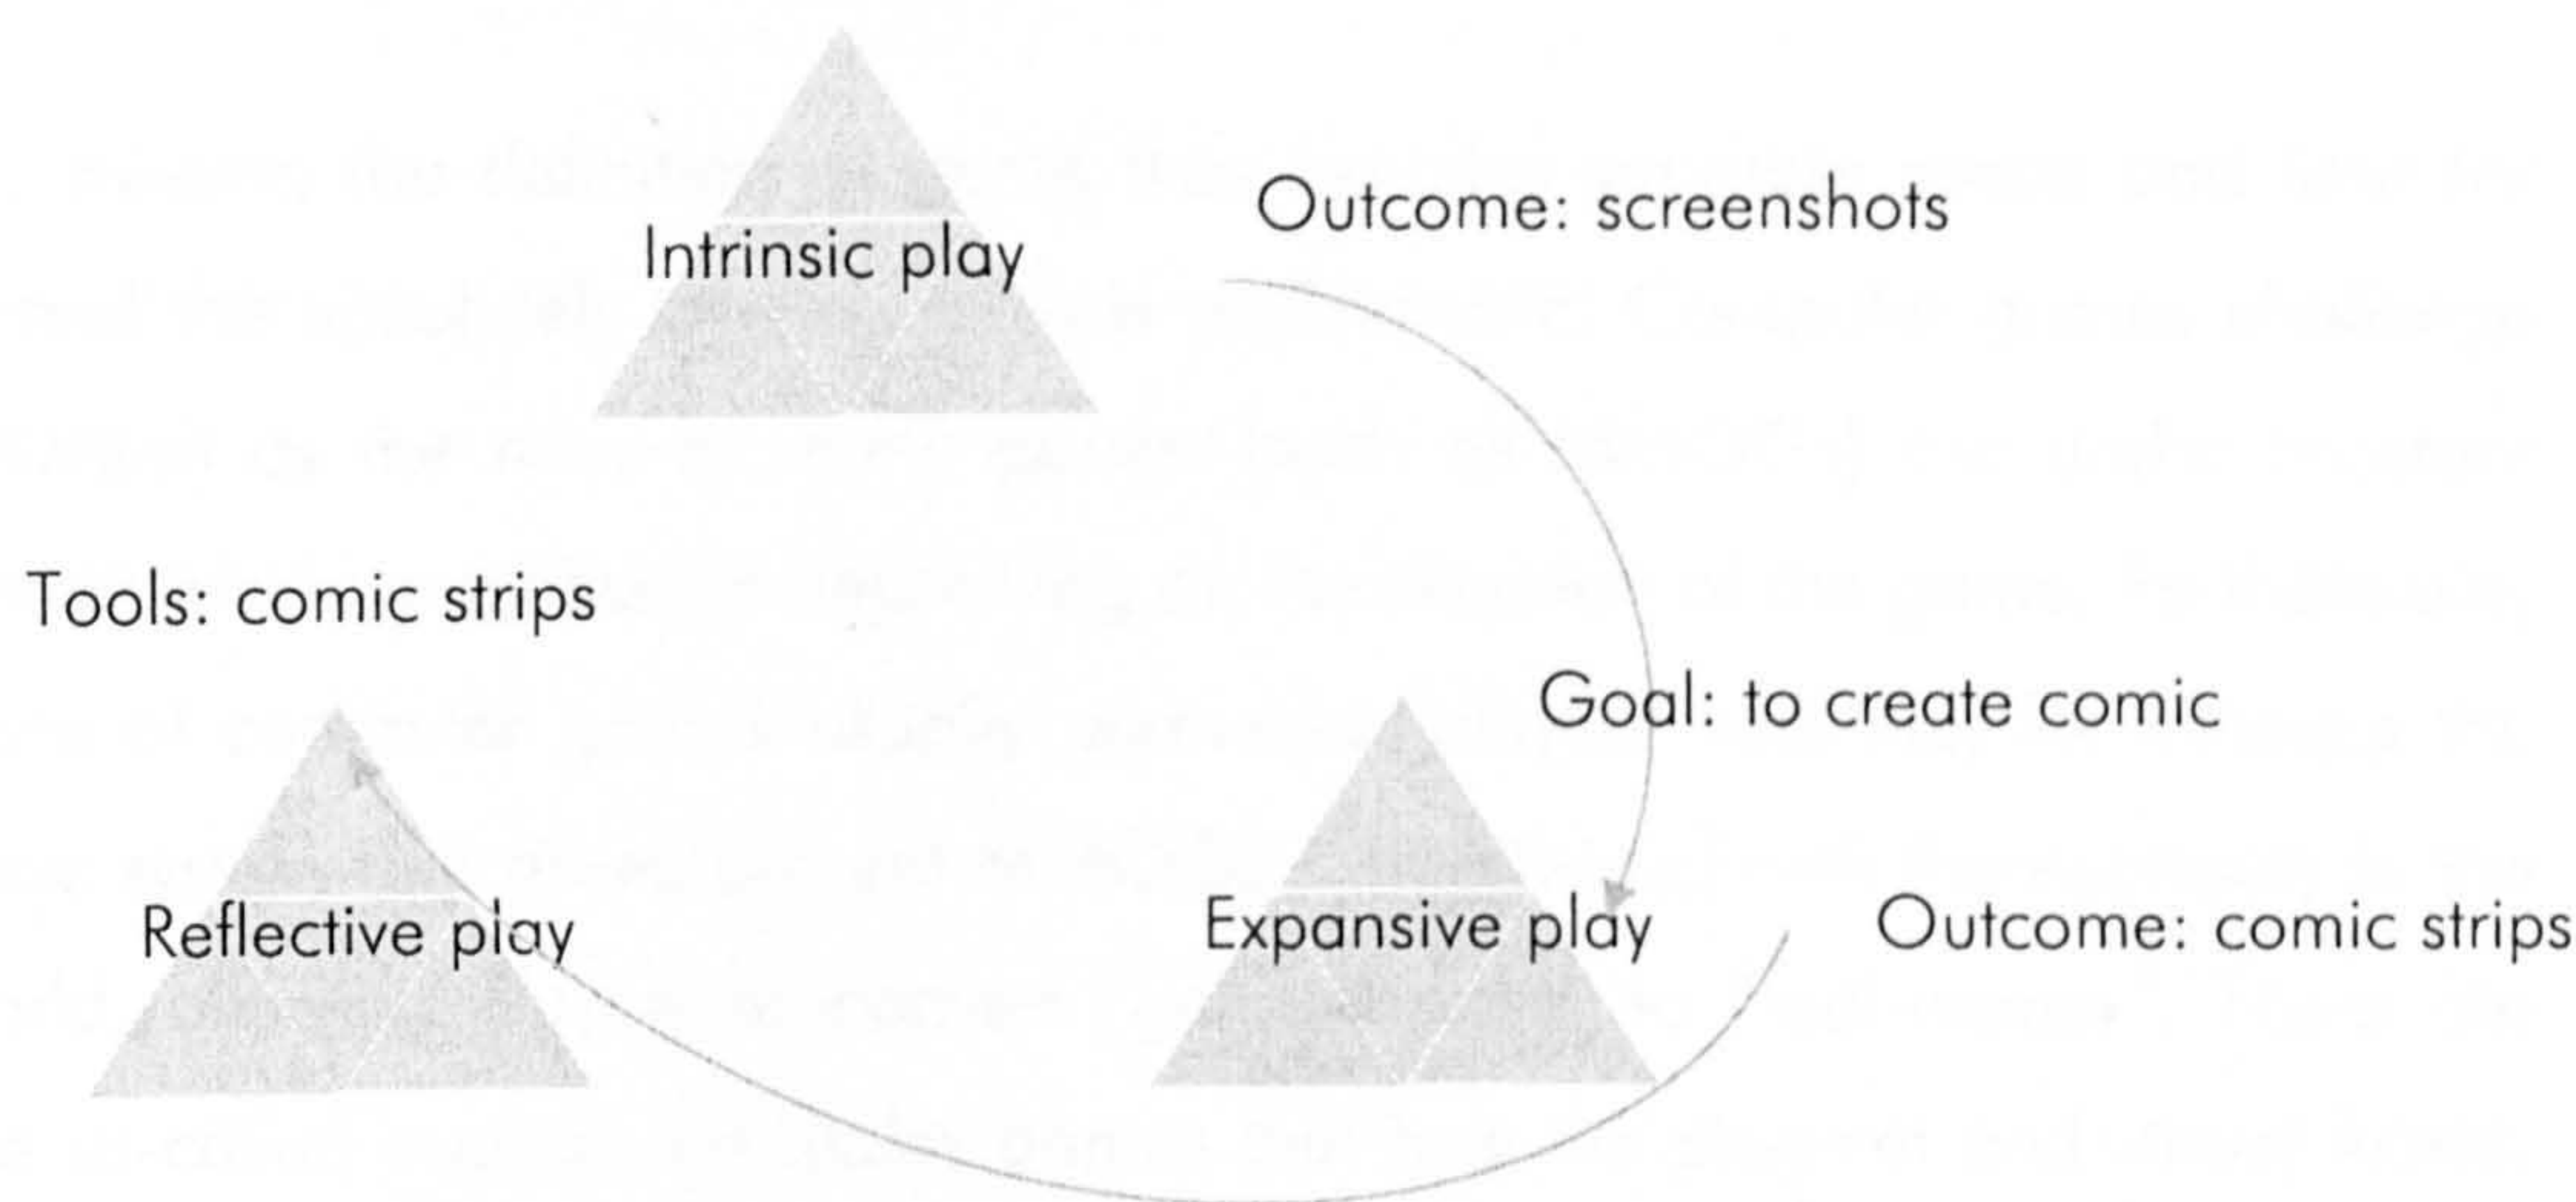 Intrinsic play
Outcome: screenshots
Tools: comic strips
Goal: to create comic
Reflective play
Expansive play
Outcome: comic strips